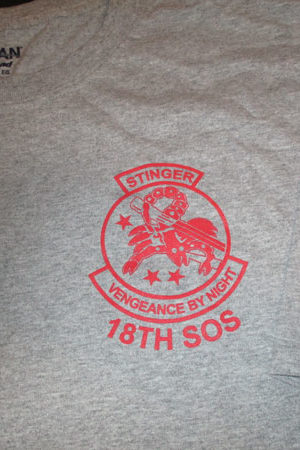 STINGER
VENGEANCE BY NIGHT
18TH SOS